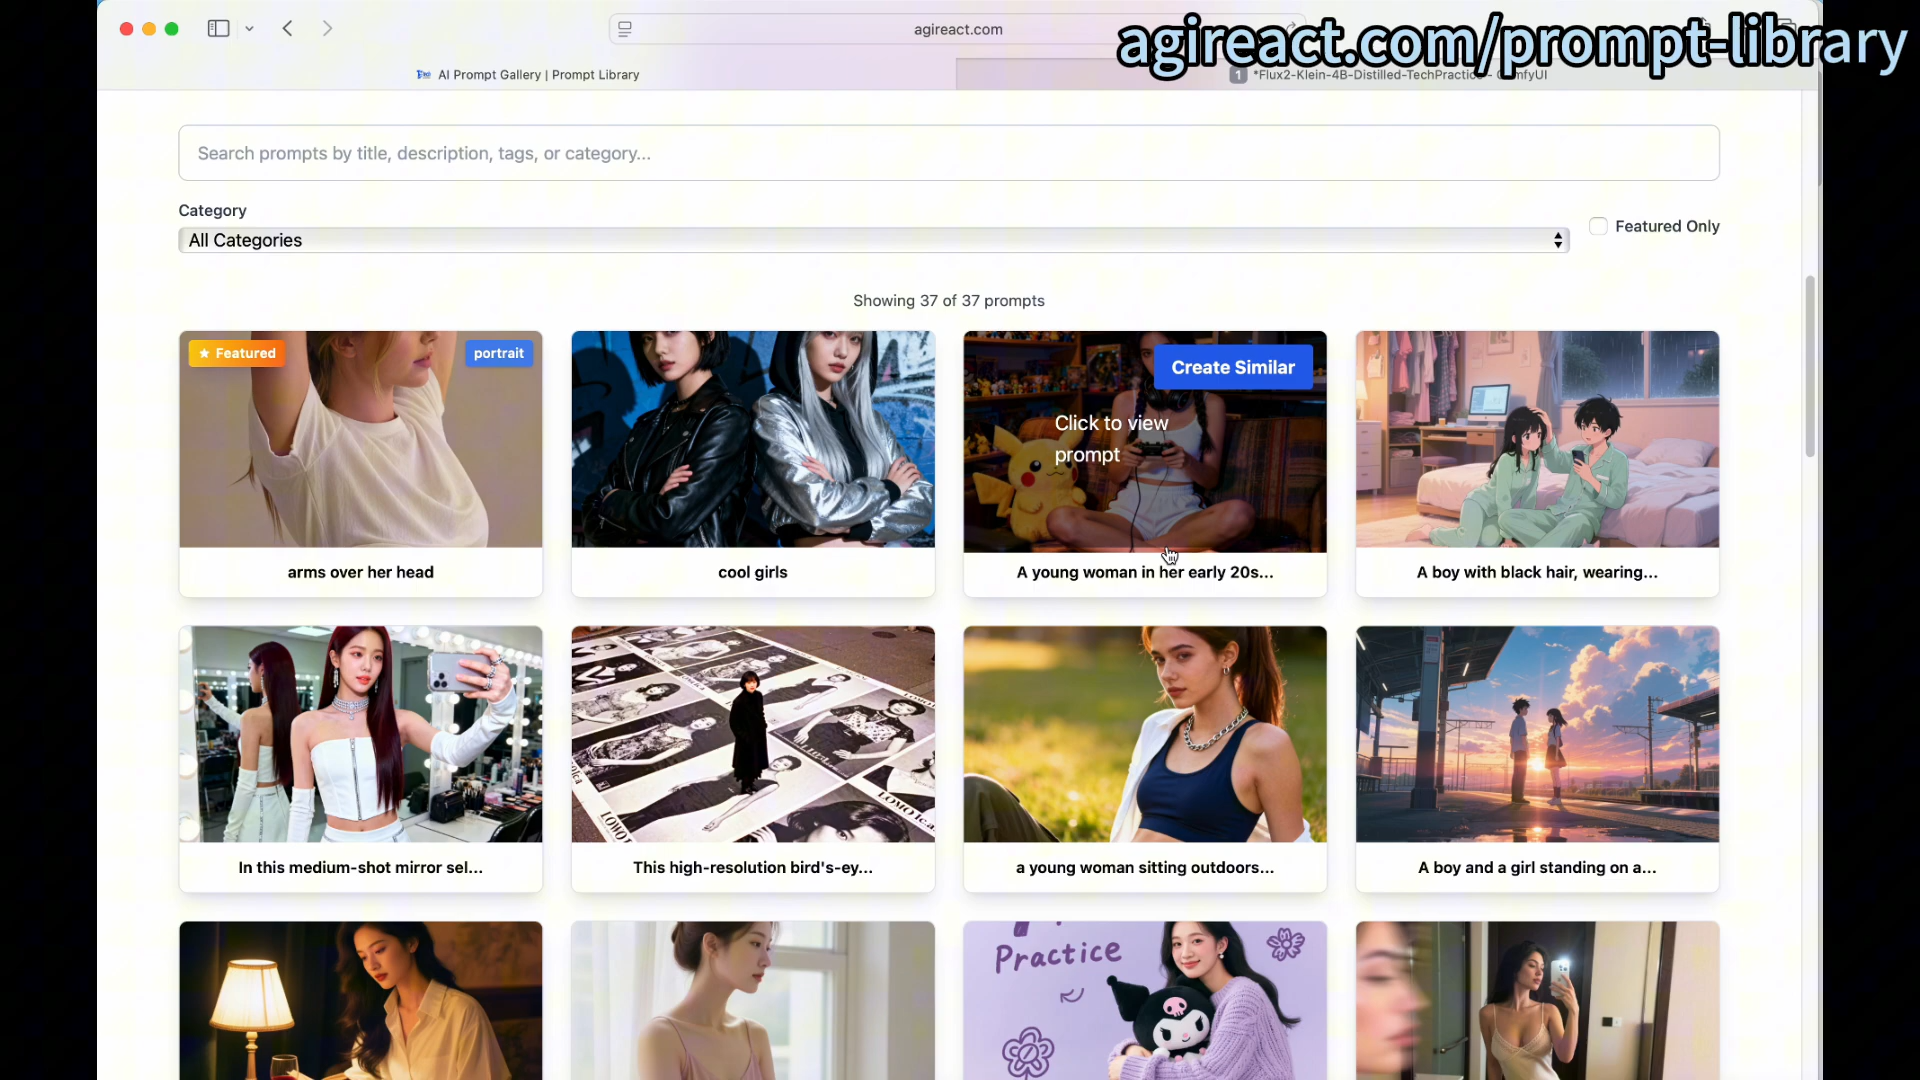 agireact.com/prompt-library
agireact.com
AI Prompt Gallery | Prompt Library
1 *Flux2-Klein-4B-Distilled-TechPractice - ComfyUI
Search prompts by title, description, tags, or category...
Category
All Categories
Featured Only
Showing 37 of 37 prompts
★ Featured
portrait
Create Similar
Click to view
prompt
arms over her head
cool girls
A young woman in her early 20s...
A boy with black hair, wearing...
In this medium-shot mirror sel...
This high-resolution bird's-ey...
a young woman sitting outdoors...
A boy and a girl standing on a...
Practice